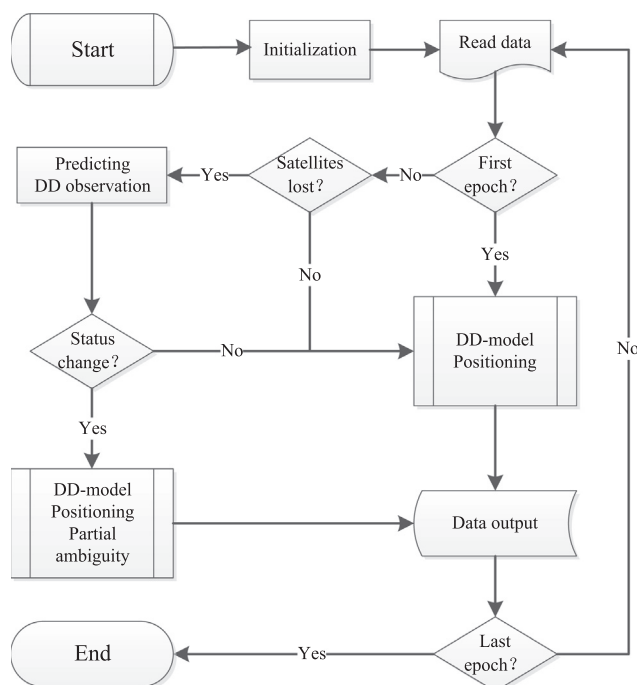 Start
Initialization
Read data
Predicting
DD observation
Yes
Satellites
lost?
No
First
epoch?
Yes
No
Status
change?
No
DD-model
Positioning
No
Yes
DD-model
Positioning
Partial
ambiguity
Data output
End
Yes
Last
epoch?